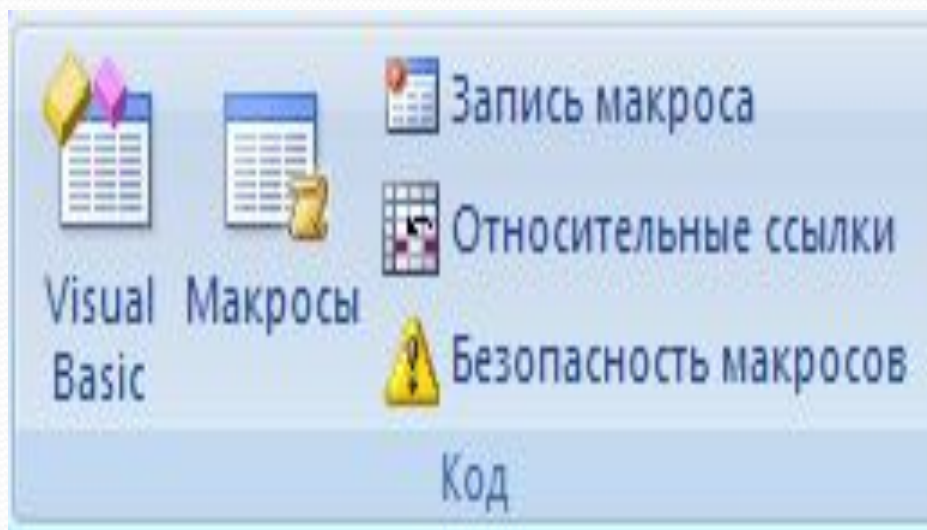 Visual
Basic
Макросы
Запись макроса
Относительные ссылки
Безопасность макросов
Код